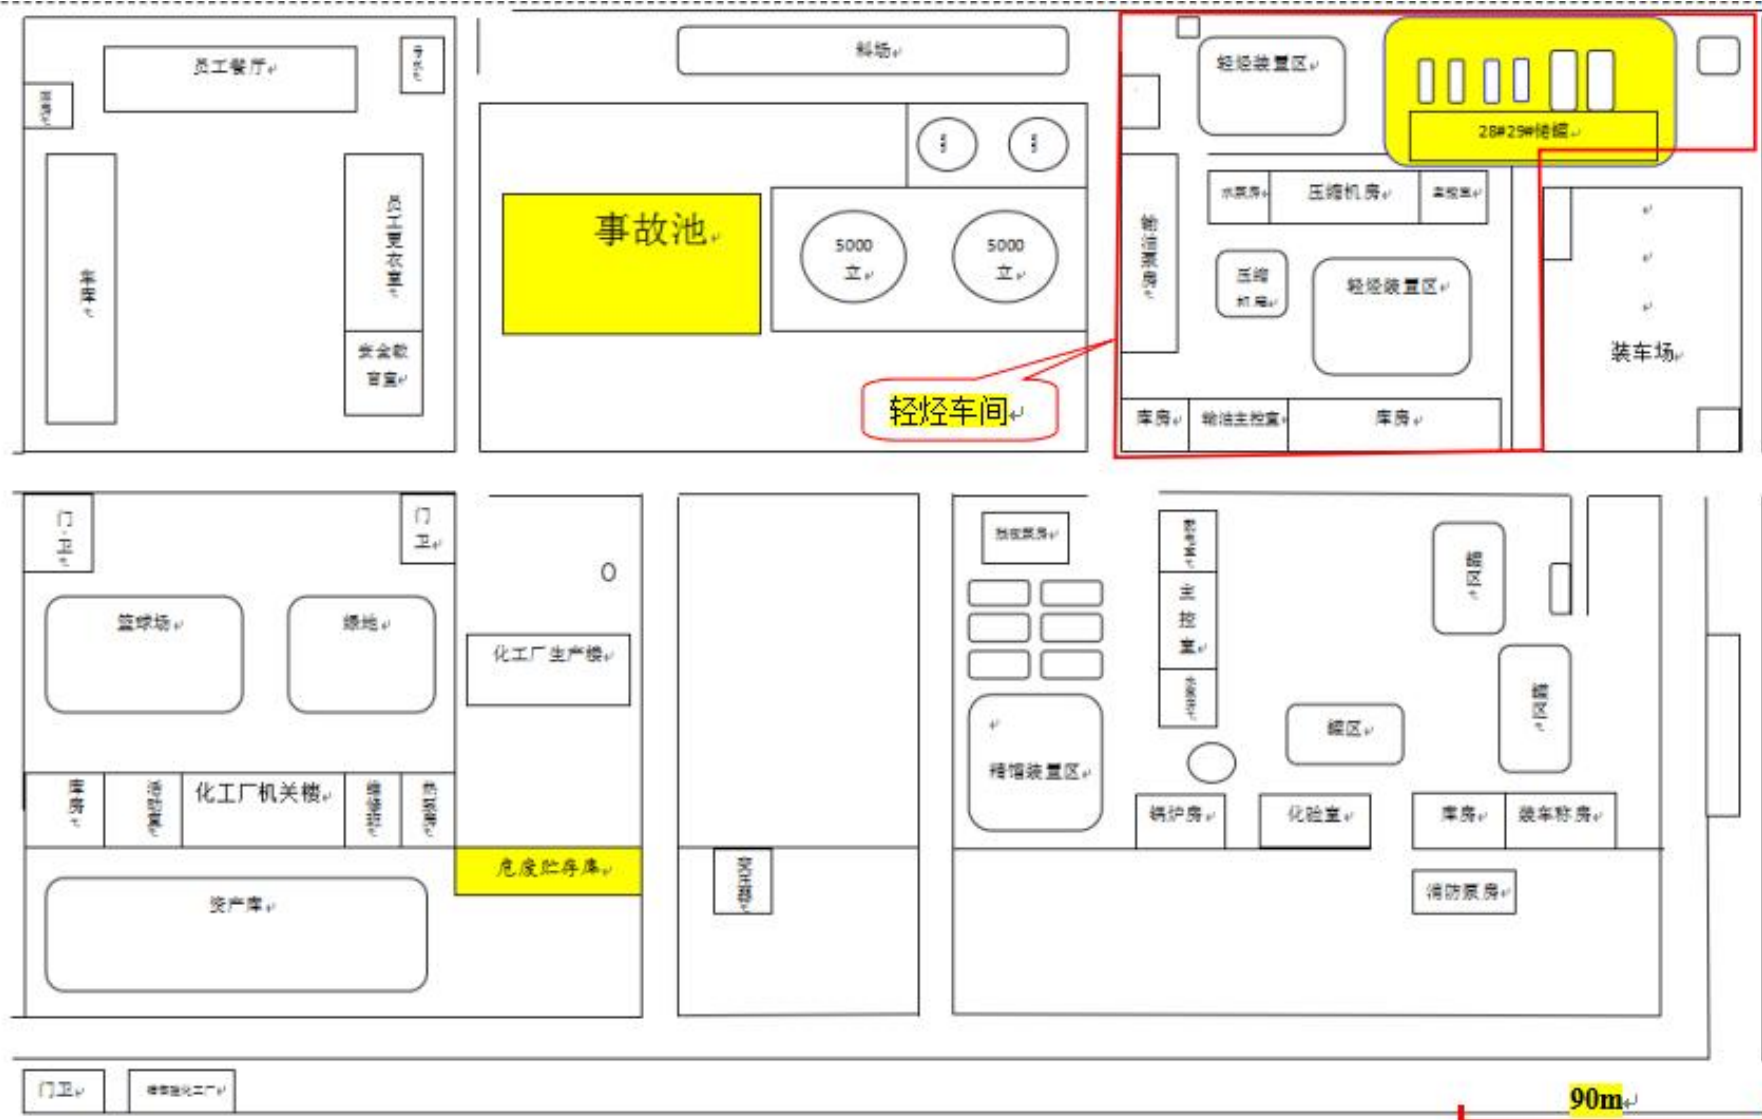 员工餐厅
料场
轻烃装置区
28#29#储罐
水泵房
压缩机房
主控室
车库
员工更衣室
安全教
育室
事故池
5000
立
5000
立
输油泵房
压缩
机房
轻烃装置区
装车场
轻烃车间
库房
输油主控室
库房
门卫
门
卫
篮球场
绿地
化工厂生产楼
罐区
主控室
罐区
罐区
精馏装置区
库房
化工厂机关楼
锅炉房
化验室
库房
装车称房
危废贮存库
资产库
消防泵房
门卫
90m